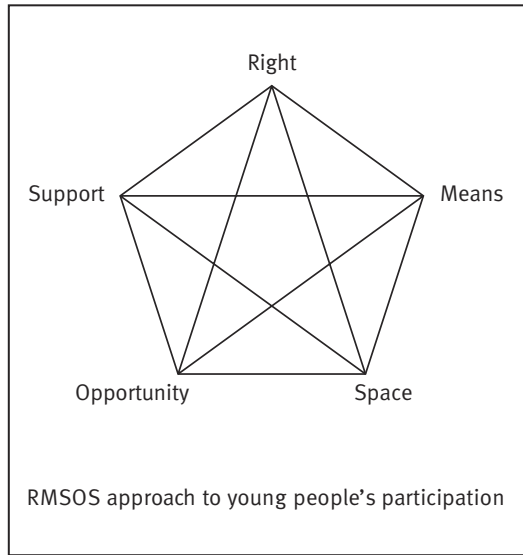 Right
Support
Means
Opportunity
Space
RMSOS approach to young people’s participation